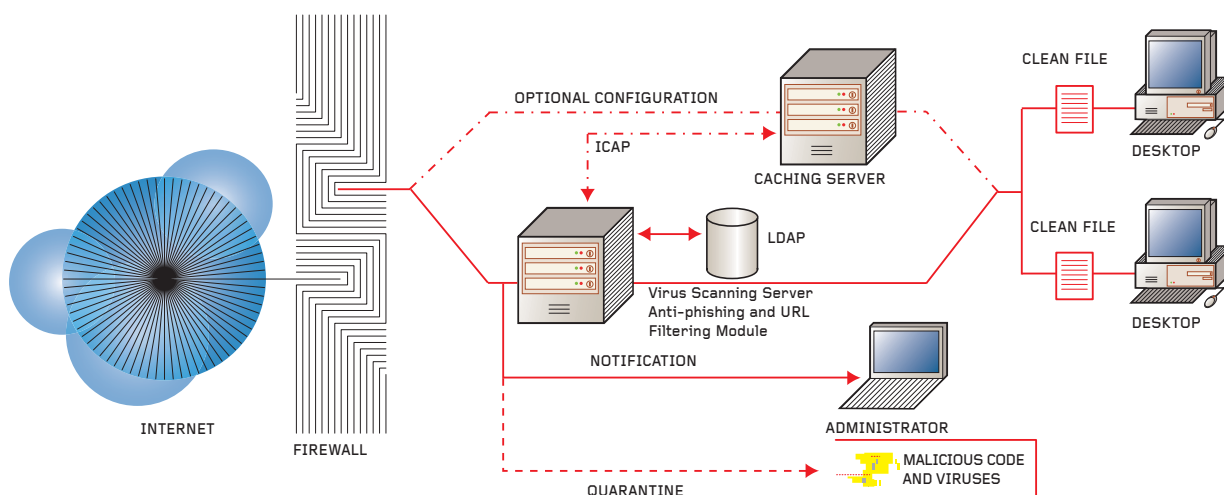 CLEAN FILE
OPTIONAL CONFIGURATION
ICAP
DESKTOP
CACHING SERVER
CLEAN FILE
LDAP
Virus Scanning Server
Anti-phishing and URL
Filtering Module
DESKTOP
NOTIFICATION
INTERNET
FIREWALL
ADMINISTRATOR
MALICIOUS CODE
AND VIRUSES
QUARANTINE